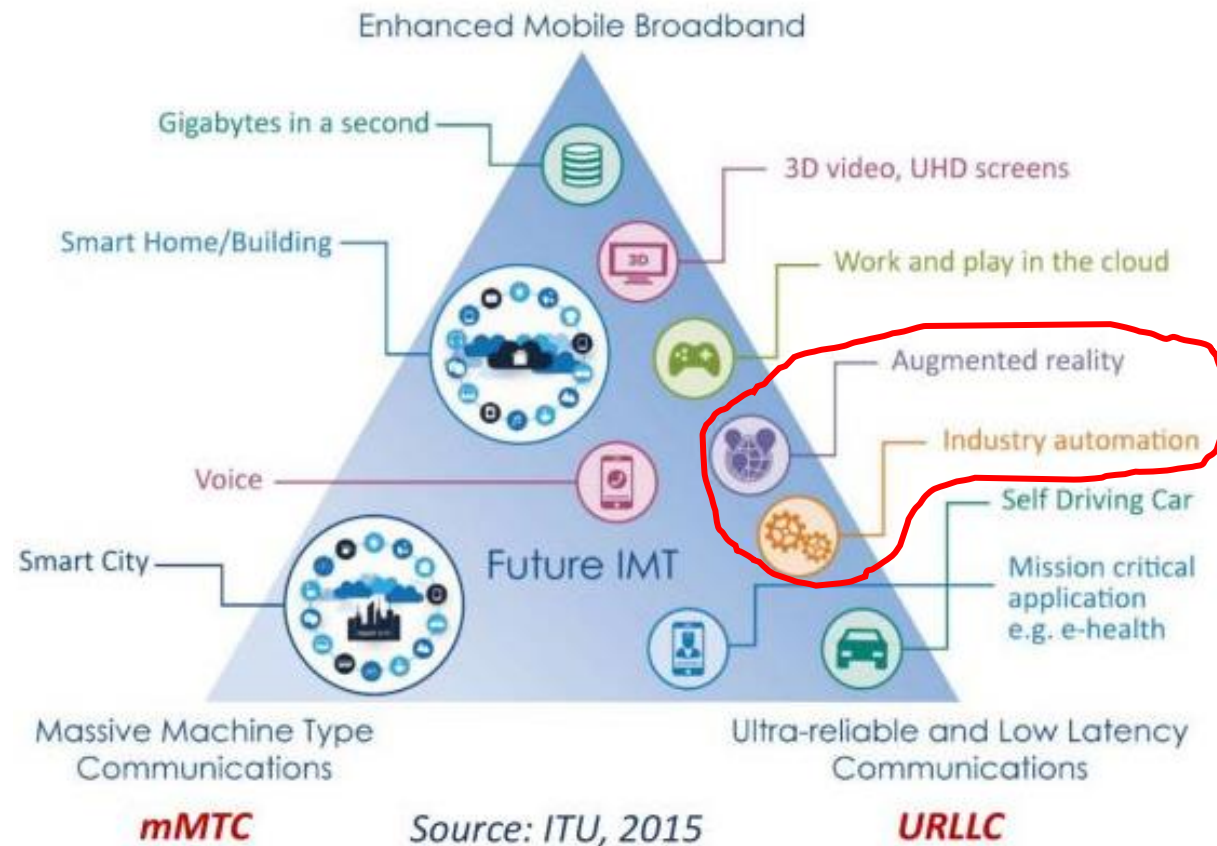 Enhanced Mobile Broadband
Gigabytes in a second
3D video, UHD screens
Smart Home/Building
3D
Work and play in the cloud
Augmented reality
Industry automation
Voice
Self Driving Car
Smart City
Future IMT
Mission critical
application
e.g. e-health
Massive Machine Type
Communications
Ultra-reliable and Low Latency
Communications
mMTC
Source: ITU, 2015
URLLC